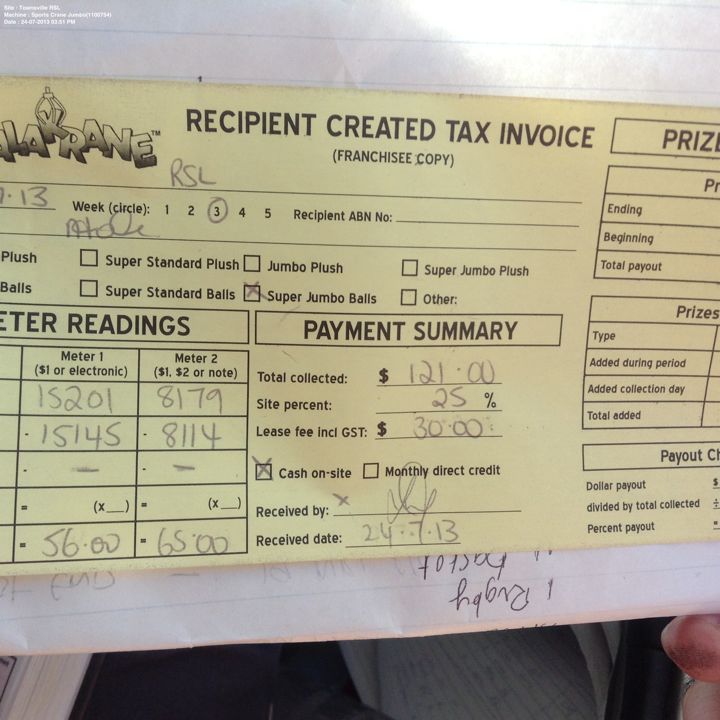 Site : Townsville RSL
Machine : Sports Crane Jumbo(1100754)
Date : 24-07-2013 03:51 PM
RECIPIENT CREATED TAX INVOICE
(FRANCHISEE COPY)
PRIZE
RSL
7.13 Week (circle): 1 2 3 4 5 Recipient ABN No:
Plush Super Standard Plush Jumbo Plush Super Jumbo Plush
Balls Super Standard Balls Super Jumbo Balls Other:
Pr
Ending
Beginning
Total payout
ETER READINGS
Meter 1 ($1 or electronic) Meter 2 ($1, $2 or note)
15201 8179
- 15145 - 8114
- — - —
= (x__) = (x__)
= 56.00 = 65.00
PAYMENT SUMMARY
Total collected: $ 121.00
Site percent: 25 %
Lease fee incl GST: $ 30.00
Cash on-site Monthly direct credit
Received by: x
Received date: 24.7.13
Prizes
Type
Added during period
Added collection day
Total added
Payout Ch
Dollar payout $
divided by total collected ÷
Percent payout =
1 Rugby